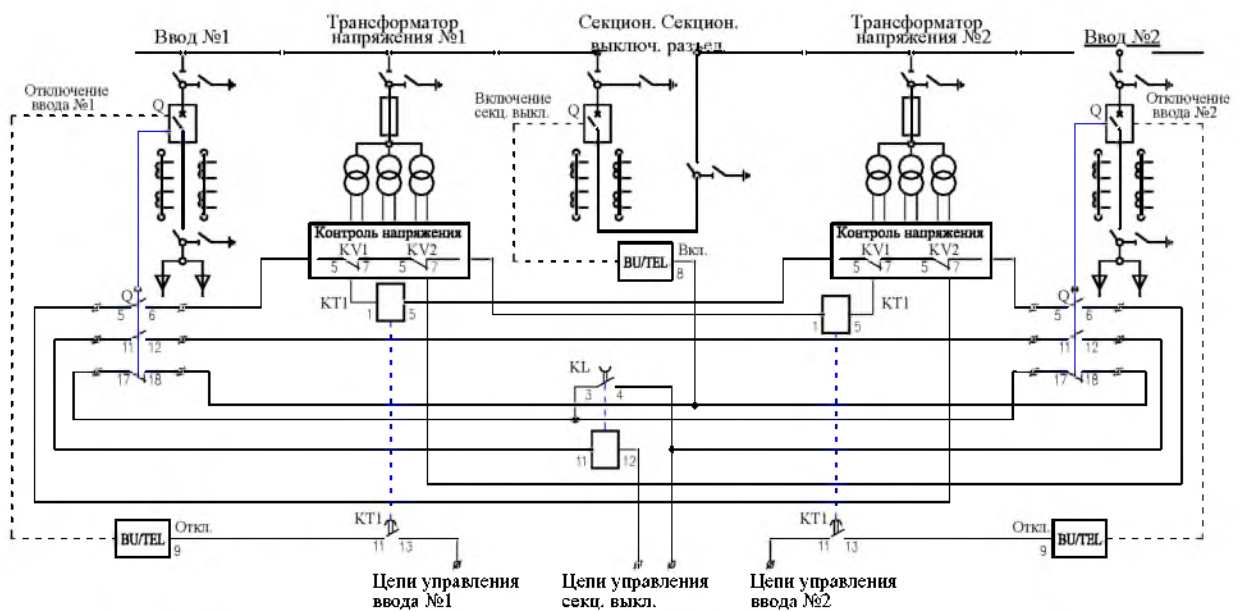 Ввод №1
Трансформатор
напряжения №1
Секцион. Секцион.
выключ. разъед.
Трансформатор
напряжения №2
Ввод №2
Отключение
ввода №1
Q
Включение
секц. выкл.
Q
Q
Отключение
ввода №2
Контроль напряжения
KV1
KV2
5
7
5
7
BU/TEL
Вкл.
8
Контроль напряжения
KV1
KV2
5
7
5
7
Q
5
6
KT1
1
5
1
5
KT1
Q
5
6
11
12
11
12
17
18
KL
3
4
17
18
11
12
BU/TEL
Откл.
9
KT1
11
13
KT1
11
13
Откл.
9
BU/TEL
Цепи управления
ввода №1
Цепи управления
секц. выкл.
Цепи управления
ввода №2